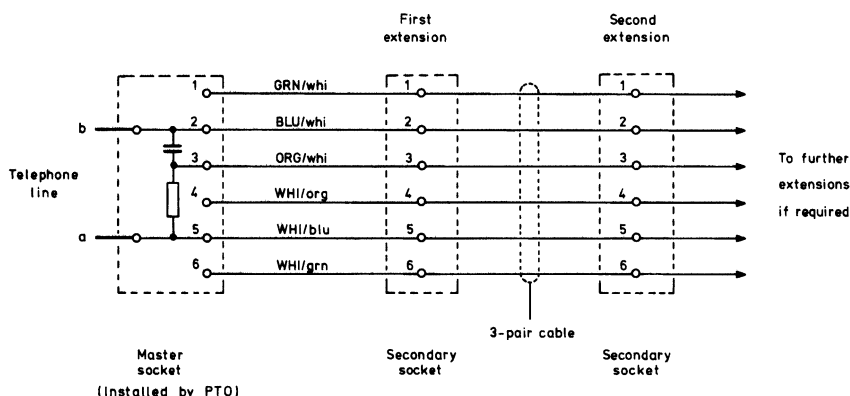 First
extension
Second
extension
1 GRN/whi 1 1
b 2 BLU/whi 2 2
3 ORG/whi 3 3
Telephone
line
4 WHI/org 4 4
To further
extensions
if required
a 5 WHI/blu 5 5
6 WHI/grn 6 6
3-pair cable
Master
socket
(Installed by PTO)
Secondary
socket
Secondary
socket